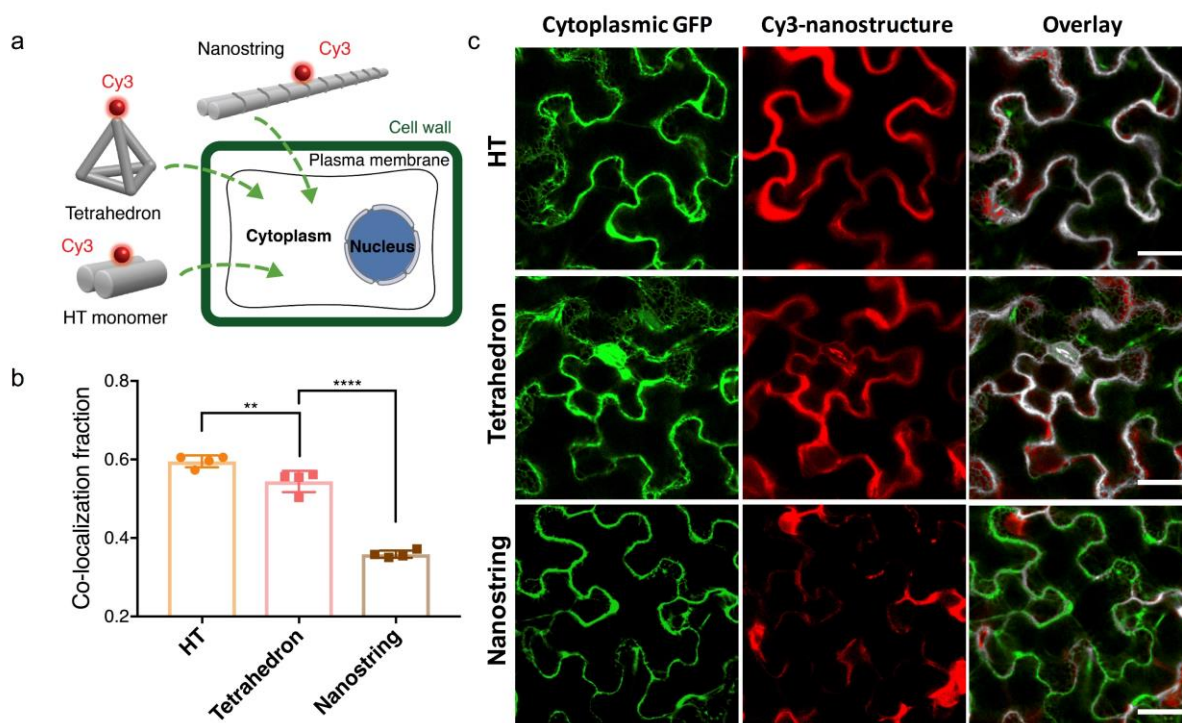 a
Nanostring
Cy3
Cy3
Tetrahedron
Cy3
HT monomer
Cell wall
Plasma membrane
Cytoplasm
Nucleus
b
Co-localization fraction
0.8
0.6
0.4
0.2
**
****
HT
Tetrahedron
Nanostring
c
Cytoplasmic GFP
Cy3-nanostructure
Overlay
HT
Tetrahedron
Nanostring